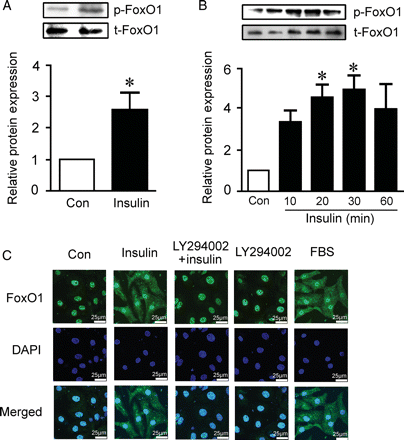 A
p-FoxO1
t-FoxO1
Relative protein expression
4
3
2
1
0
*
Con
Insulin
B
p-FoxO1
t-FoxO1
Relative protein expression
8
6
4
2
0
*
*
Con
10
20
30
60
Insulin (min)
C
Con
Insulin
LY294002
+insulin
LY294002
FBS
FoxO1
25µm
25µm
25µm
25µm
25µm
DAPI
25µm
25µm
25µm
25µm
25µm
Merged
25µm
25µm
25µm
25µm
25µm